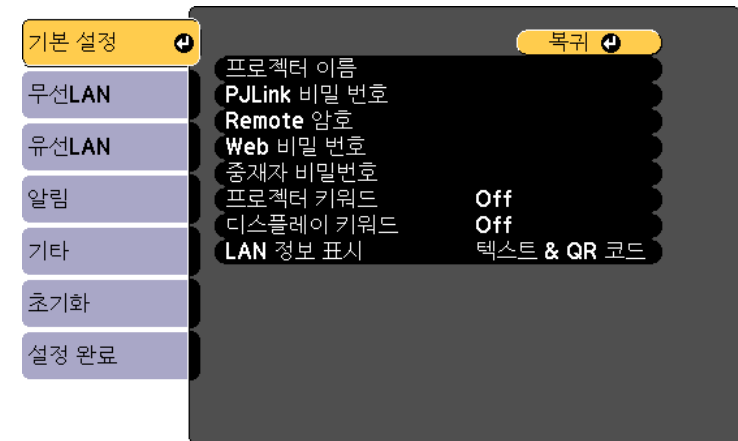 기본 설정
무선LAN
유선LAN
알림
기타
초기화
설정 완료
복귀
프로젝터 이름
PJLink 비밀 번호
Remote 암호
Web 비밀 번호
중재자 비밀번호
프로젝터 키워드 Off
디스플레이 키워드 Off
LAN 정보 표시 텍스트 & QR 코드